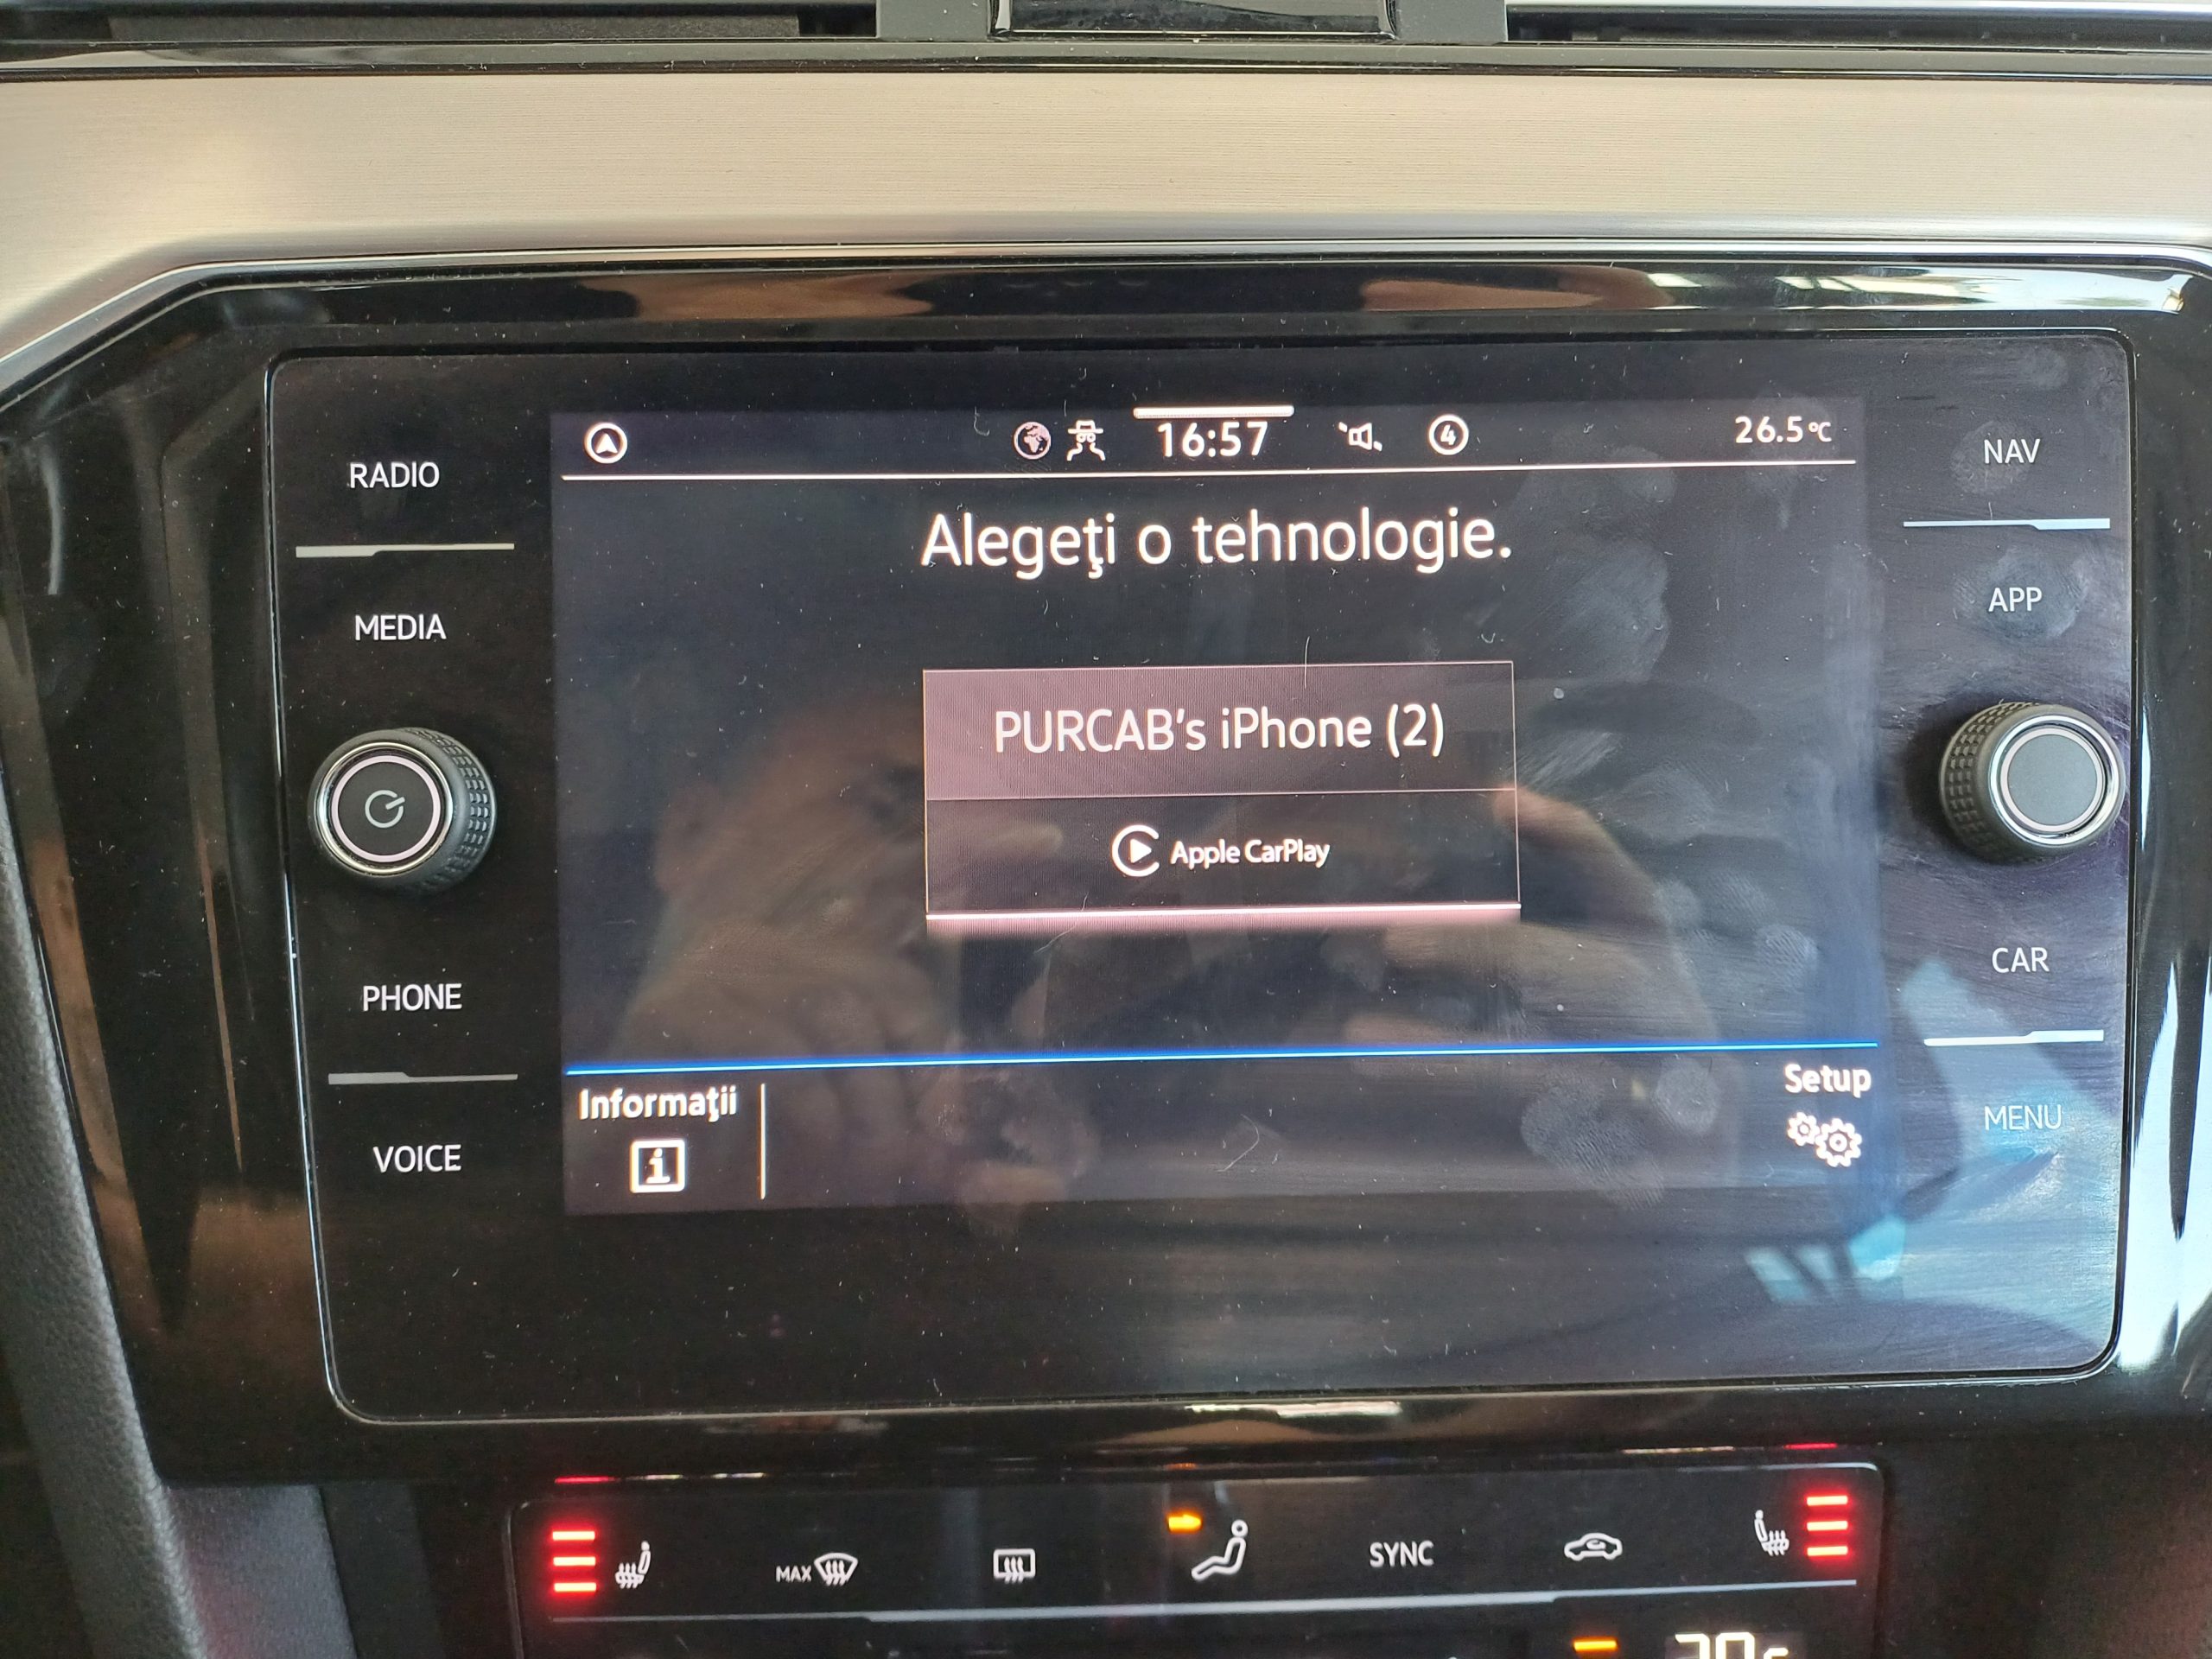 RADIO
MEDIA
PHONE
VOICE
16:57
4
26.5°C
Alegeţi o tehnologie.
PURCAB's iPhone (2)
Apple CarPlay
Informaţii
i
Setup
NAV
APP
CAR
MENU
MAX
SYNC